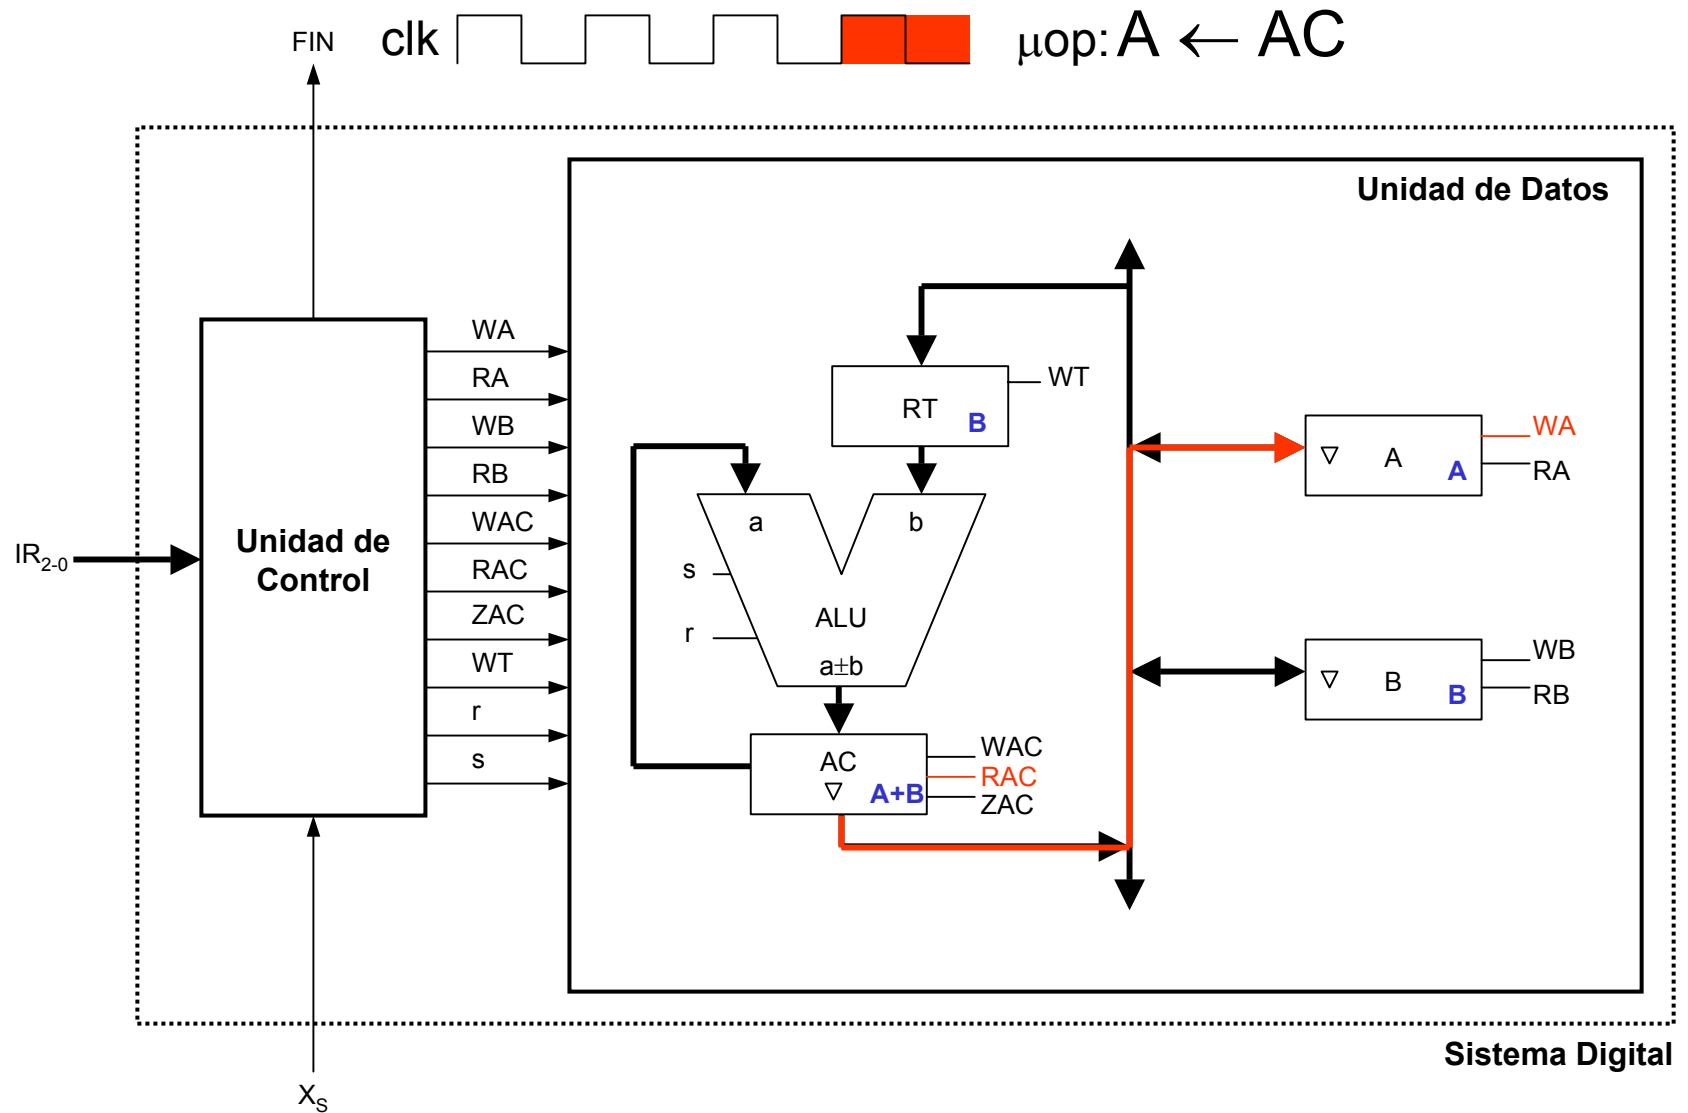 FIN
clk
μop: A ← AC
Unidad de Datos
WA
RA
WB
RB
WAC
RAC
ZAC
WT
r
s
IR2-0
Unidad de
Control
RT
B
WT
a
b
s
r
ALU
a±b
AC
▽
A+B
WAC
RAC
ZAC
▽ A
A
WA
RA
▽ B
B
WB
RB
Sistema Digital
XS